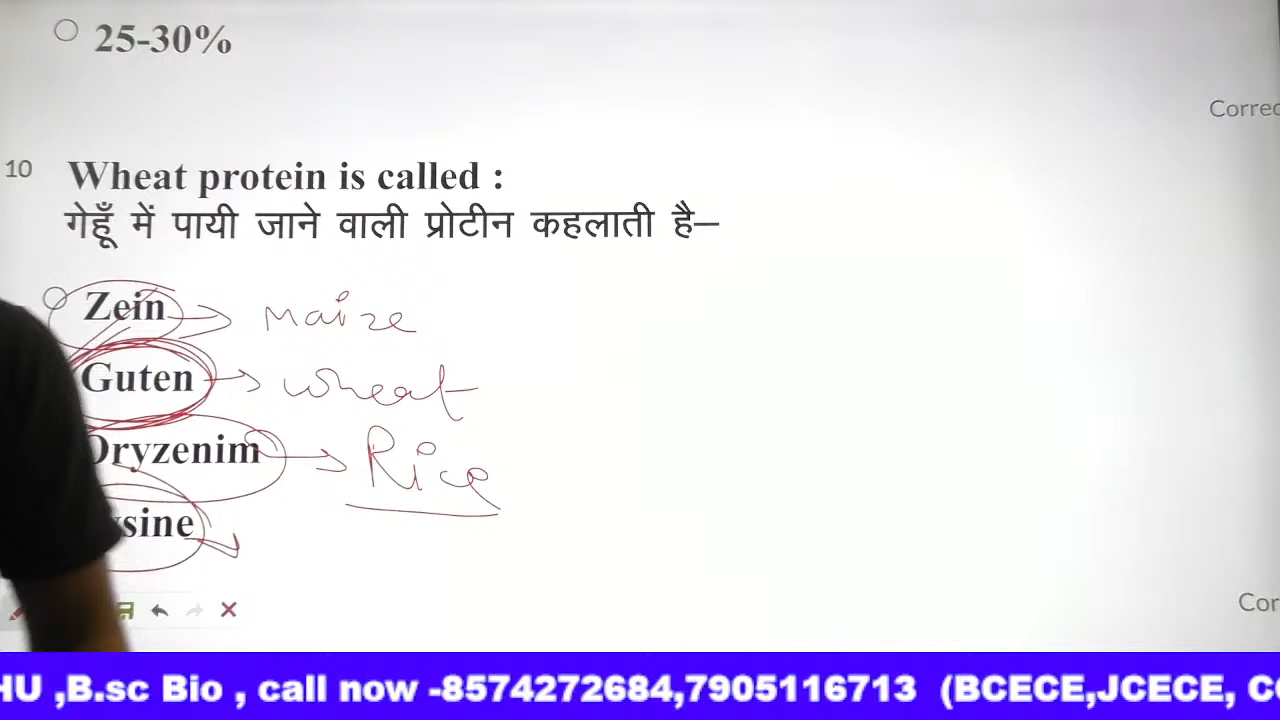 25-30%
Correc
10 Wheat protein is called :
गेहूँ में पायी जाने वाली प्रोटीन कहलाती है–
Zein → Maize
Guten → wheat
Oryzenim → Rice
sine
Cor
HU ,B.sc Bio , call now -8574272684,7905116713 (BCECE,JCECE, C